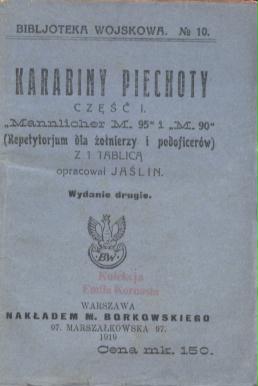 BIBLJOTEKA WOJSKOWA. № 10.
KARABINY PIECHOTY
CZĘŚĆ I.
„Mannlicher M. 95“ i „M. 90“
(Repetytorjum dla żołnierzy i podoficerów)
Z 1 TABLICĄ
opracował JAŚLIN.
Wydanie drugie.
BW
Kolekcja
Emila Kornasia
WARSZAWA
NAKŁADEM M. BORKOWSKIEGO
97. MARSZAŁKOWSKA 97.
1919
Cena mk. 150.